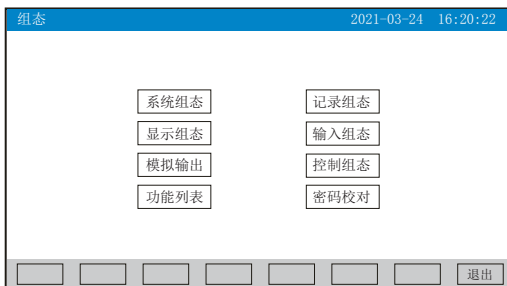 组态 2021-03-24 16:20:22
系统组态 记录组态
显示组态 输入组态
模拟输出 控制组态
功能列表 密码校对
退出